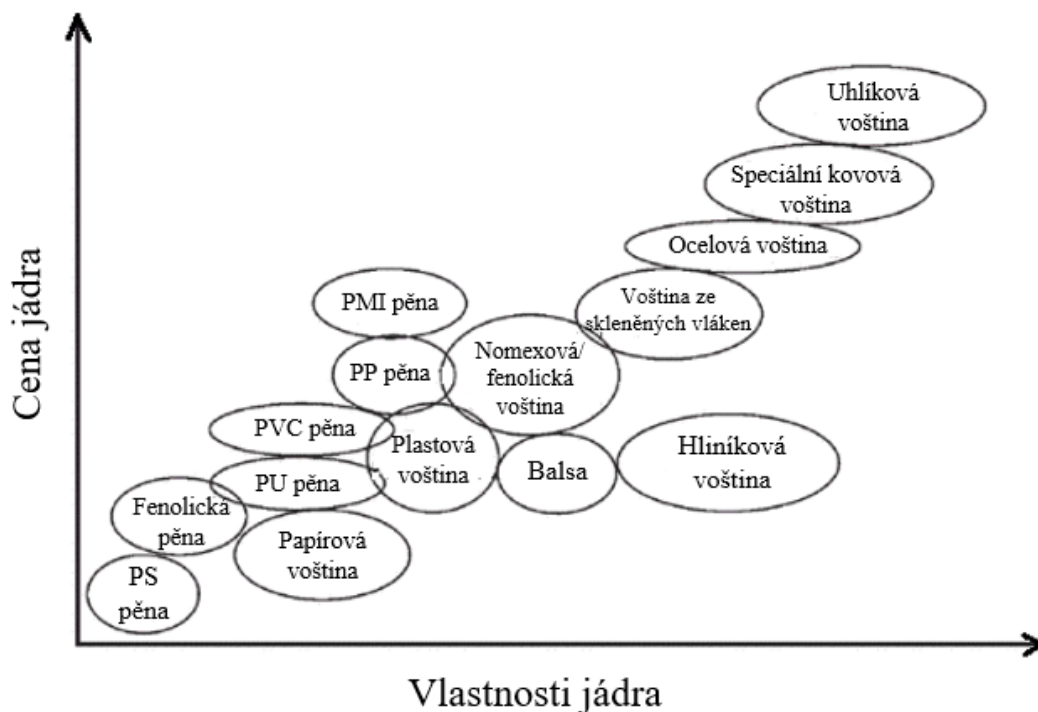 Cena jádra
Uhlíková
voština
Speciální kovová
voština
Ocelová voština
Voština ze
skleněných vláken
PMI pěna
Nomexová/
fenolická
voština
PP pěna
PVC pěna
Plastová
voština
Balsa
Hliníková
voština
PU pěna
Fenolická
pěna
Papírová
voština
PS
pěna
Vlastnosti jádra